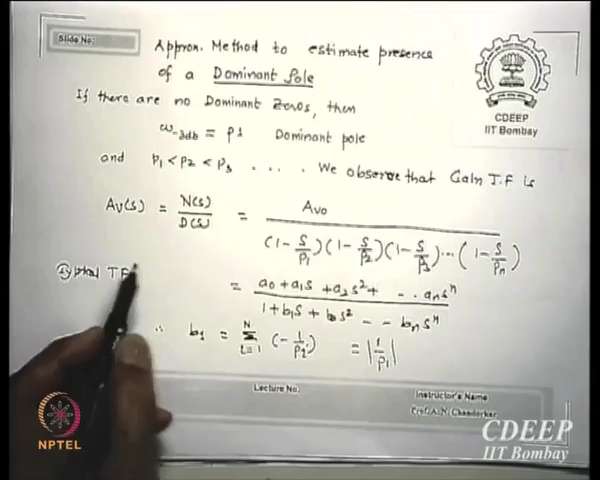 Slide No:
Approx. Method to estimate presence
of a Dominant Pole
If there are no Dominant Zeros, then
ω-3db = P1 Dominant pole
and P1 < P2 < P3 .... We observe that Gain T.F is
Av(s) = N(s)/D(s) = Avo / (1 - s/P1)(1 - s/P2)(1 - s/P3)...(1 - s/Pn)
Typical TF = a0 + a1s + a2s² + - .. ans^n / 1 + b1s + b2s² - - bns^n
∴ b1 = Σ i=1 N (-1/Pi) = |1/P1|
Lecture No.
Instructor's Name
Prof.A.N. Chandorkar
CDEEP
IIT Bombay
NPTEL
CDEEP
IIT Bombay